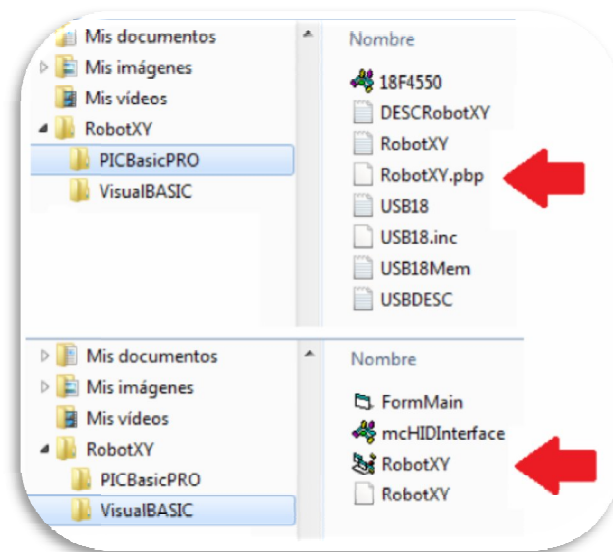 Mis documentos
Mis imágenes
Mis vídeos
RobotXY
PICBasicPRO
VisualBASIC
Nombre
18F4550
DESCRobotXY
RobotXY
RobotXY.pbp
USB18
USB18.inc
USB18Mem
USBDESC
Mis documentos
Mis imágenes
Mis vídeos
RobotXY
PICBasicPRO
VisualBASIC
Nombre
FormMain
mcHIDInterface
RobotXY
RobotXY